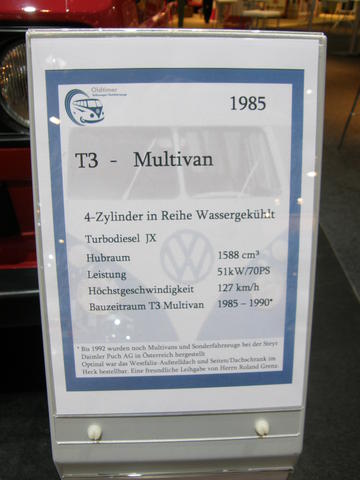 Oldtimer
Volkswagen Nutzfahrzeuge
1985
T3 - Multivan
4-Zylinder in Reihe Wassergekühlt
Turbodiesel JX
Hubraum 1588 cm³
Leistung 51kW/70PS
Höchstgeschwindigkeit 127 km/h
Bauzeitraum T3 Multivan 1985 – 1990*
* Bis 1992 wurden noch Multivans und Sonderfahrzeuge bei der Steyr
Daimler Puch AG in Österreich hergestellt
Optinal war das Westfalia-Aufstelldach und Seiten/Dachschrank im
Heck bestellbar. Eine freundliche Leihgabe von Herrn Roland Grenz.